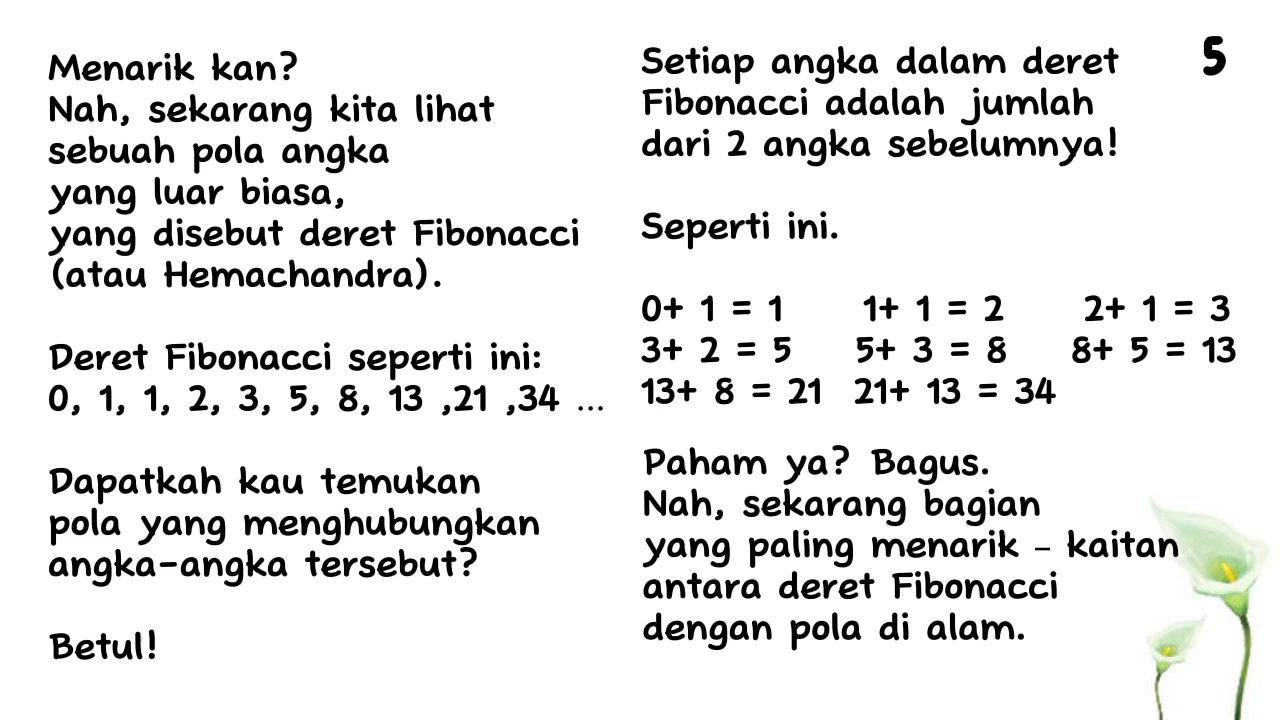 Menarik kan?
Nah, sekarang kita lihat
sebuah pola angka
yang luar biasa,
yang disebut deret Fibonacci
(atau Hemachandra).
Deret Fibonacci seperti ini:
0, 1, 1, 2, 3, 5, 8, 13 ,21 ,34 ...
Dapatkah kau temukan
pola yang menghubungkan
angka-angka tersebut?
Betul!
5
Setiap angka dalam deret
Fibonacci adalah jumlah
dari 2 angka sebelumnya!
Seperti ini.
0+ 1 = 1 1+ 1 = 2 2+ 1 = 3
3+ 2 = 5 5+ 3 = 8 8+ 5 = 13
13+ 8 = 21 21+ 13 = 34
Paham ya? Bagus.
Nah, sekarang bagian
yang paling menarik – kaitan
antara deret Fibonacci
dengan pola di alam.